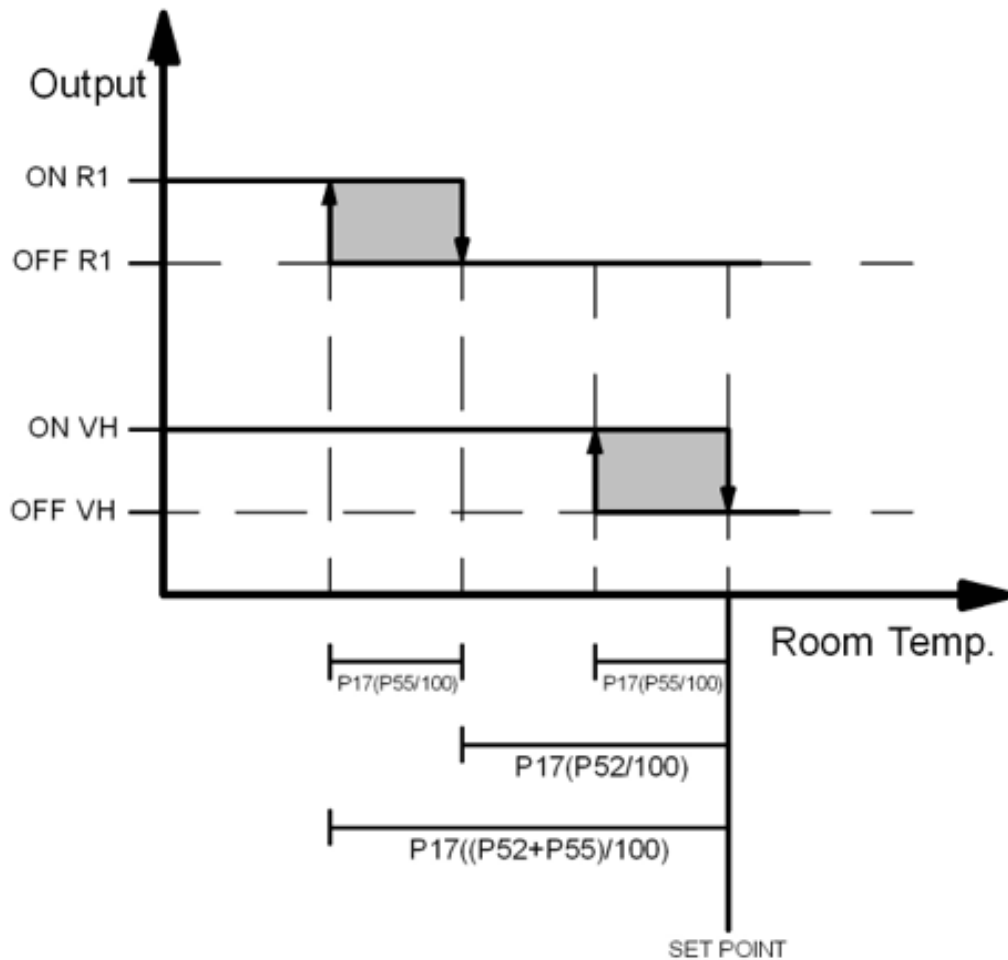 Output
ON R1
OFF R1
ON VH
OFF VH
Room Temp.
P17(P55/100)
P17(P55/100)
P17(P52/100)
P17((P52+P55)/100)
SET POINT